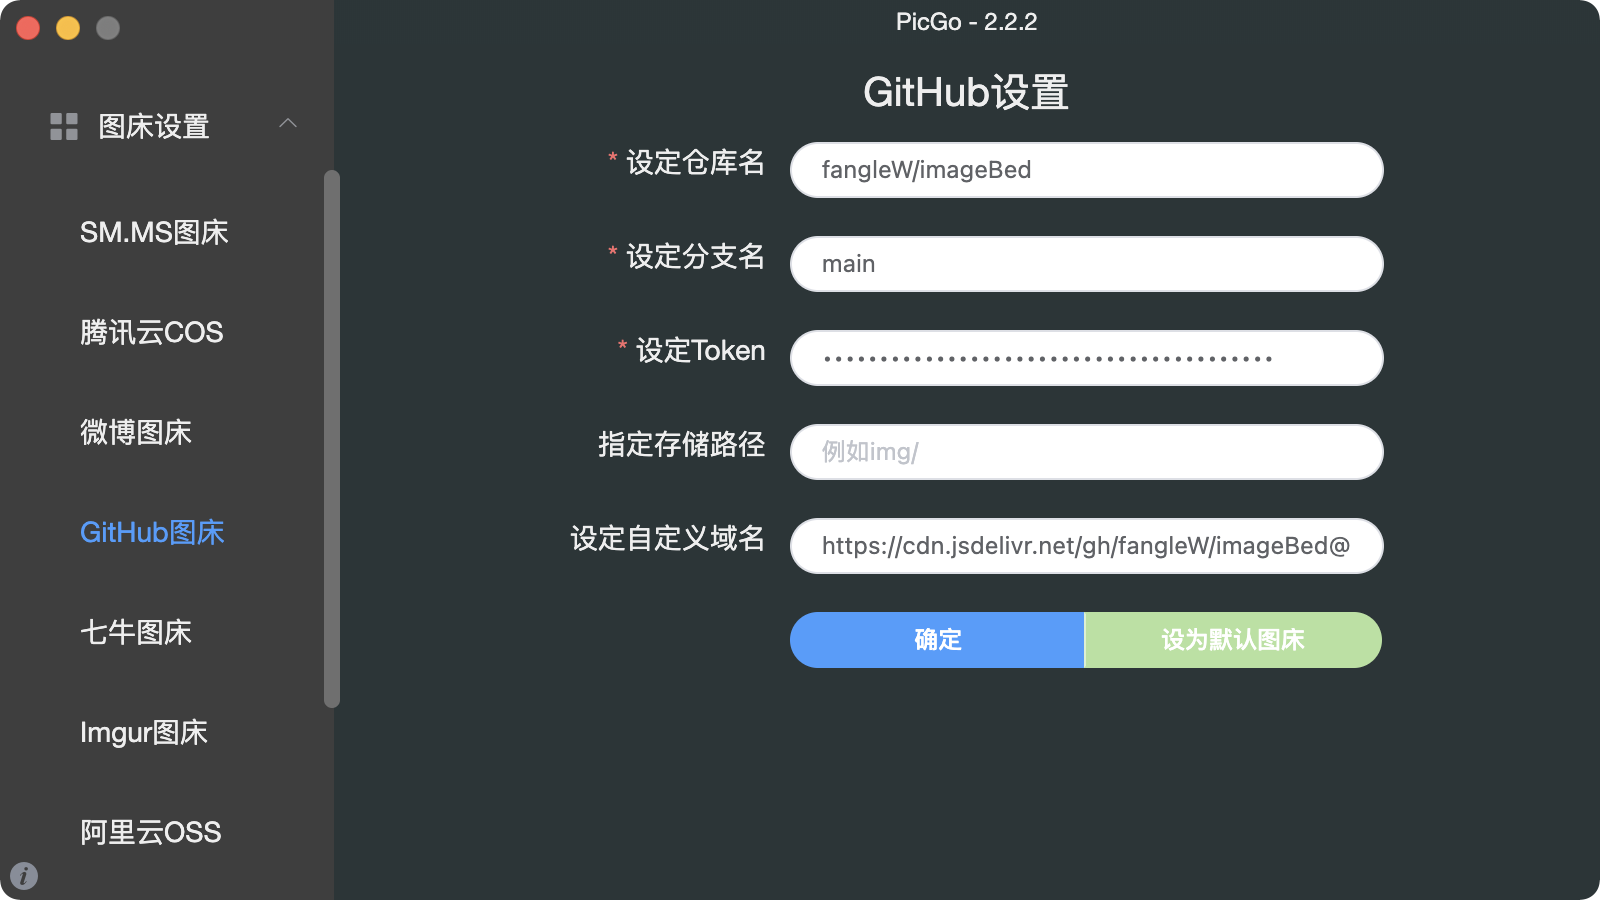 PicGo - 2.2.2
图床设置
SM.MS图床
腾讯云COS
微博图床
GitHub图床
七牛图床
Imgur图床
阿里云OSS
GitHub设置
* 设定仓库名
fangleW/imageBed
* 设定分支名
main
* 设定Token
指定存储路径
例如img/
设定自定义域名
https://cdn.jsdelivr.net/gh/fangleW/imageBed@
确定
设为默认图床